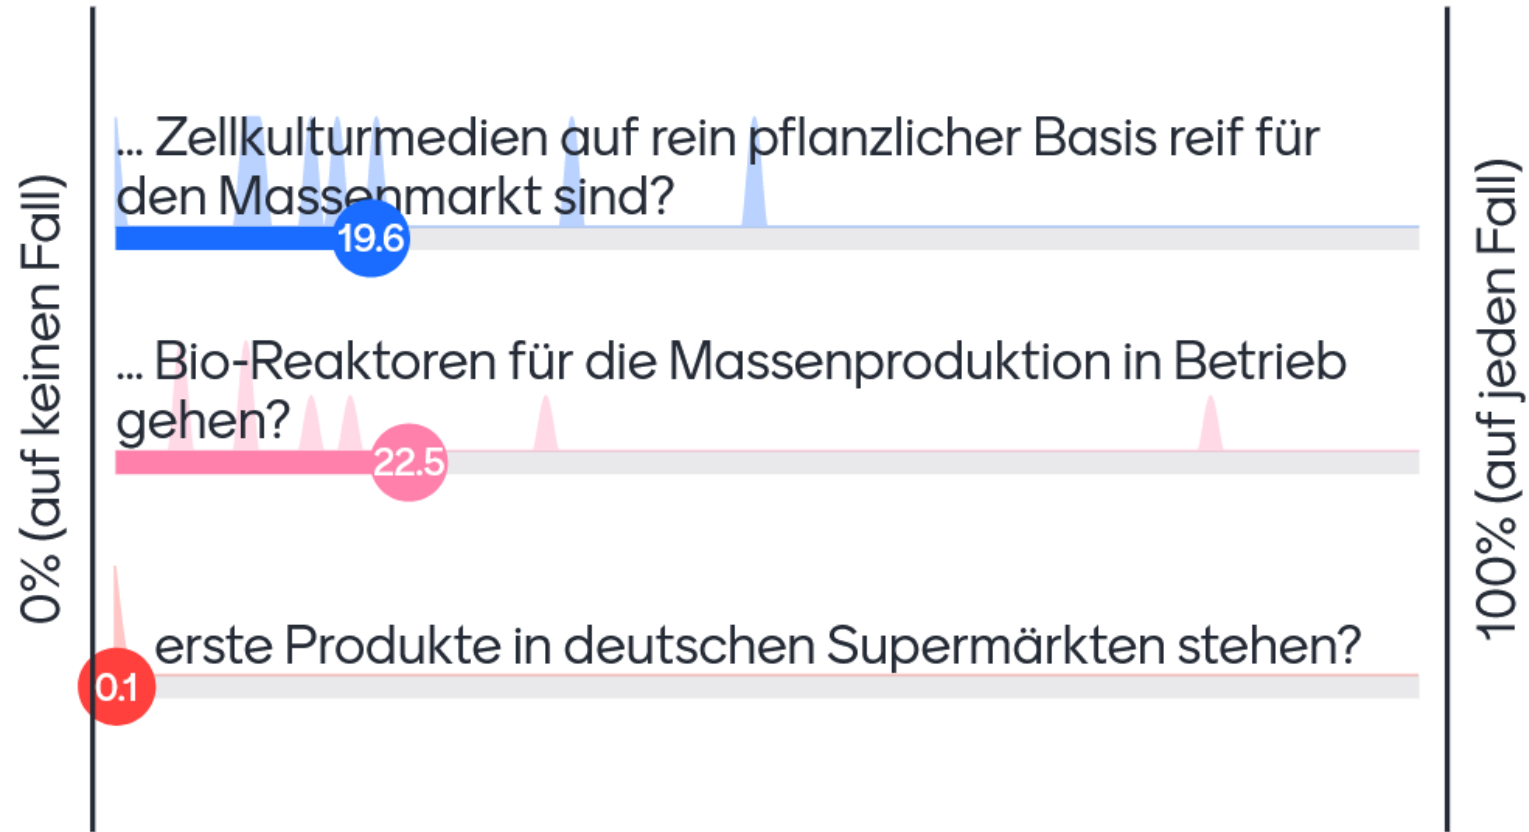 0% (auf keinen Fall)
... Zellkulturmedien auf rein pflanzlicher Basis reif für
den Massenmarkt sind?
19.6
... Bio-Reaktoren für die Massenproduktion in Betrieb
gehen?
22.5
erste Produkte in deutschen Supermärkten stehen?
0.1
100% (auf jeden Fall)